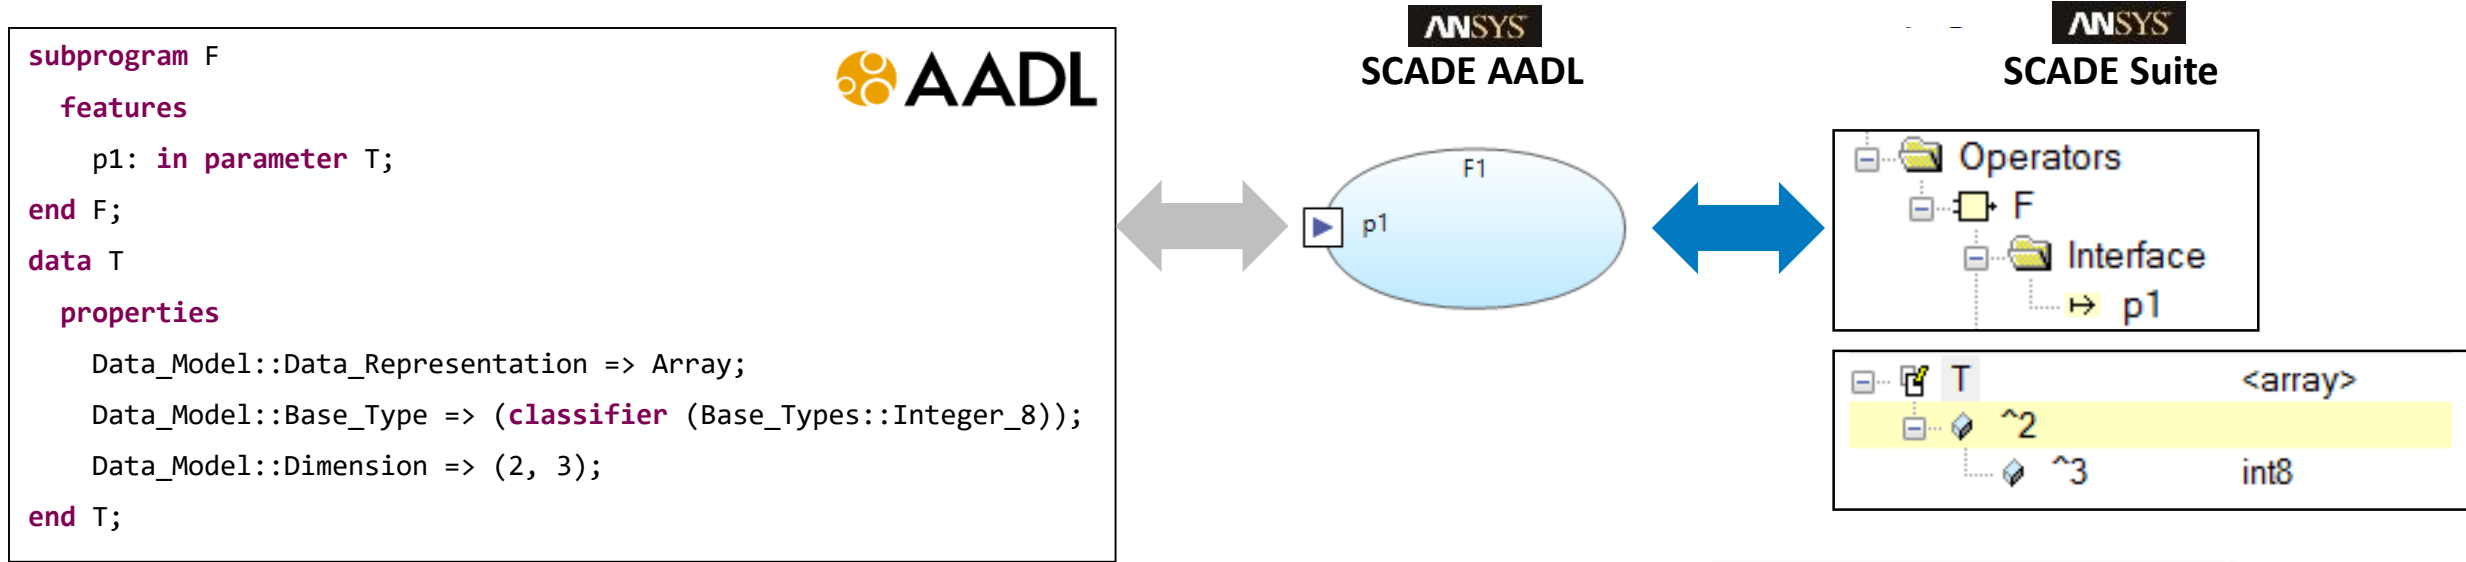 subprogram F
features
p1: in parameter T;
end F;
data T
properties
Data_Model::Data_Representation => Array;
Data_Model::Base_Type => (classifier (Base_Types::Integer_8));
Data_Model::Dimension => (2, 3);
end T;
AADL
ANSYS
SCADE AADL
F1
p1
ANSYS
SCADE Suite
Operators
F
Interface
p1
T <array>
^2
^3 int8